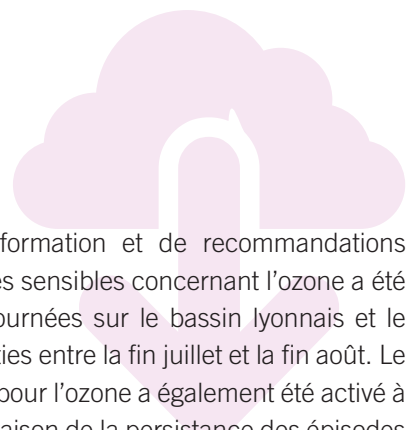 formation et de recommandations
es sensibles concernant l’ozone a été
ournées sur le bassin lyonnais et le
ties entre la fin juillet et la fin août. Le
pour l’ozone a également été activé à
aison de la persistance des épisodes